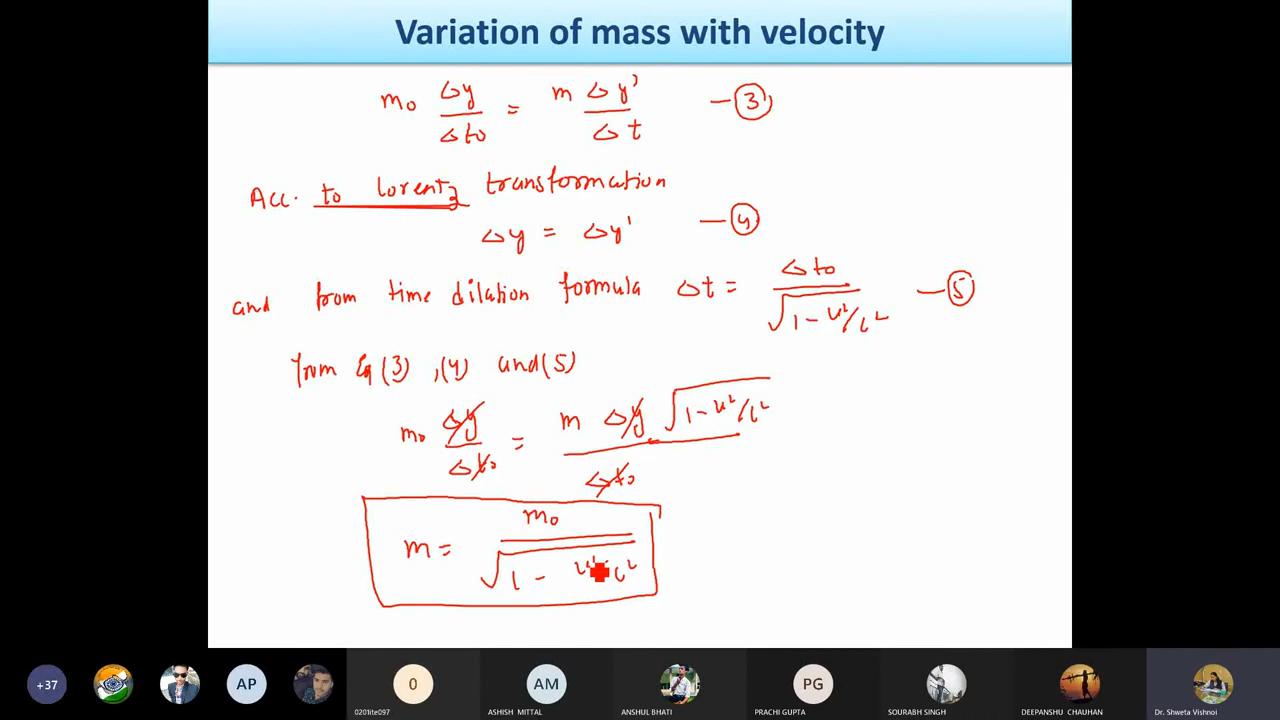 Variation of mass with velocity
m₀ Δy/Δt₀ = m Δy'/Δt — (3)
Acc. to lorentz transformation
Δy = Δy' — (4)
and from time dilation formula Δt = Δt₀/√(1 - u²/c²) — (5)
from Eq (3), (4) and (5)
m₀ Δy/Δt₀ = m Δy √(1 - u²/c²)/Δt₀
m = m₀/√(1 - u²/c²)
+37 AP 0 AM PG
0201ite097 ASHISH MITTAL ANSHUL BHATI PRACHI GUPTA SOURABH SINGH DEEPANSHU CHAUHAN Dr. Shweta Vishnoi